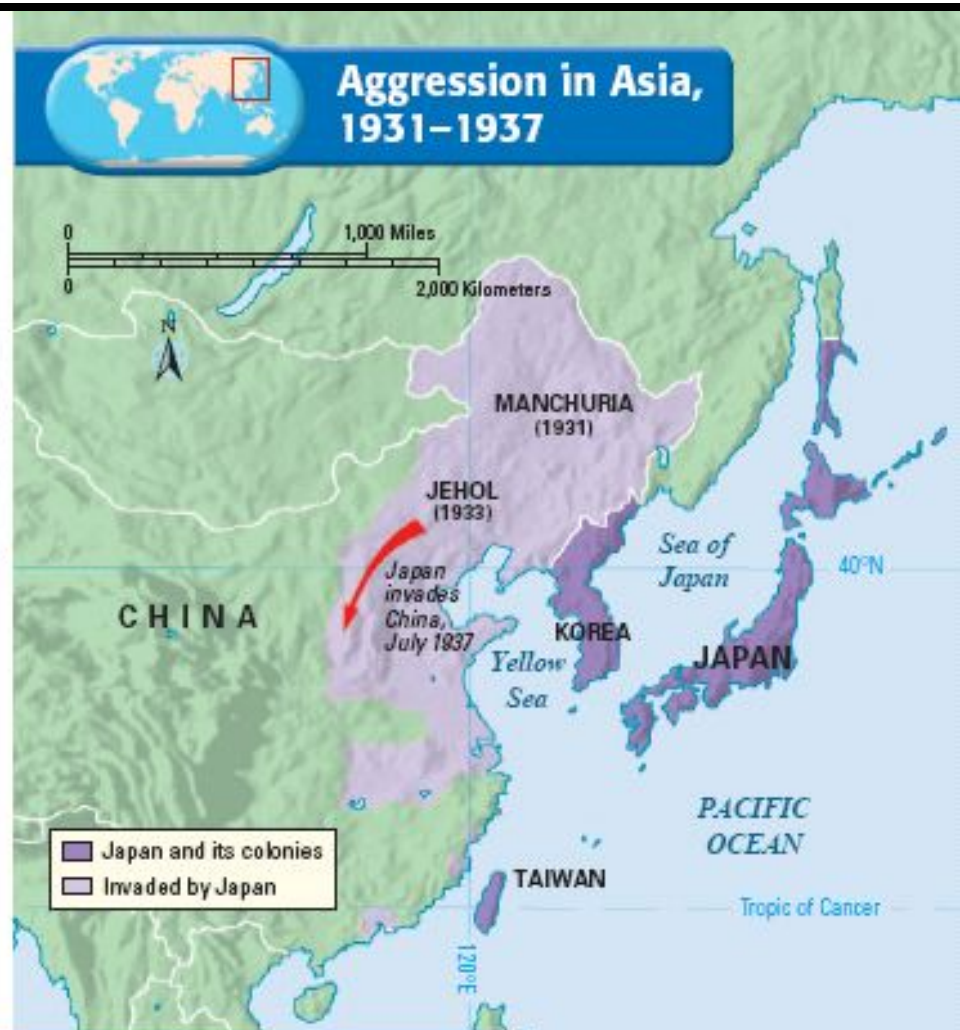 Aggression in Asia,
1931–1937
0
1,000 Miles
0
2,000 Kilometers
N
MANCHURIA
(1931)
JEHOL
(1933)
Japan
invades
China,
July 1937
CHINA
Sea of
Japan
40°N
KOREA
JAPAN
Yellow
Sea
PACIFIC
OCEAN
Japan and its colonies
Invaded by Japan
TAIWAN
Tropic of Cancer
120°E